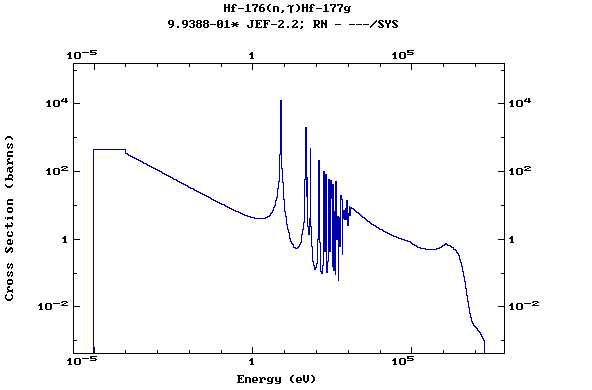 Hf-176(n,γ)Hf-177g
9.9388-01* JEF-2.2; RN - ---/SYS
10⁻⁵ 1 10⁵
10⁴ 10⁴
10² 10²
1 1
10⁻² 10⁻²
Cross Section (barns)
10⁻⁵ 1 10⁵
Energy (eV)